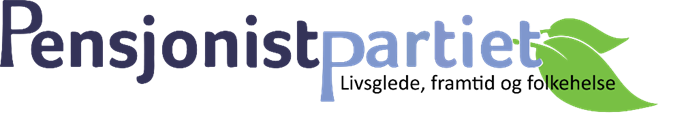 Pensjonistpartiet
Livsglede, framtid og folkehelse